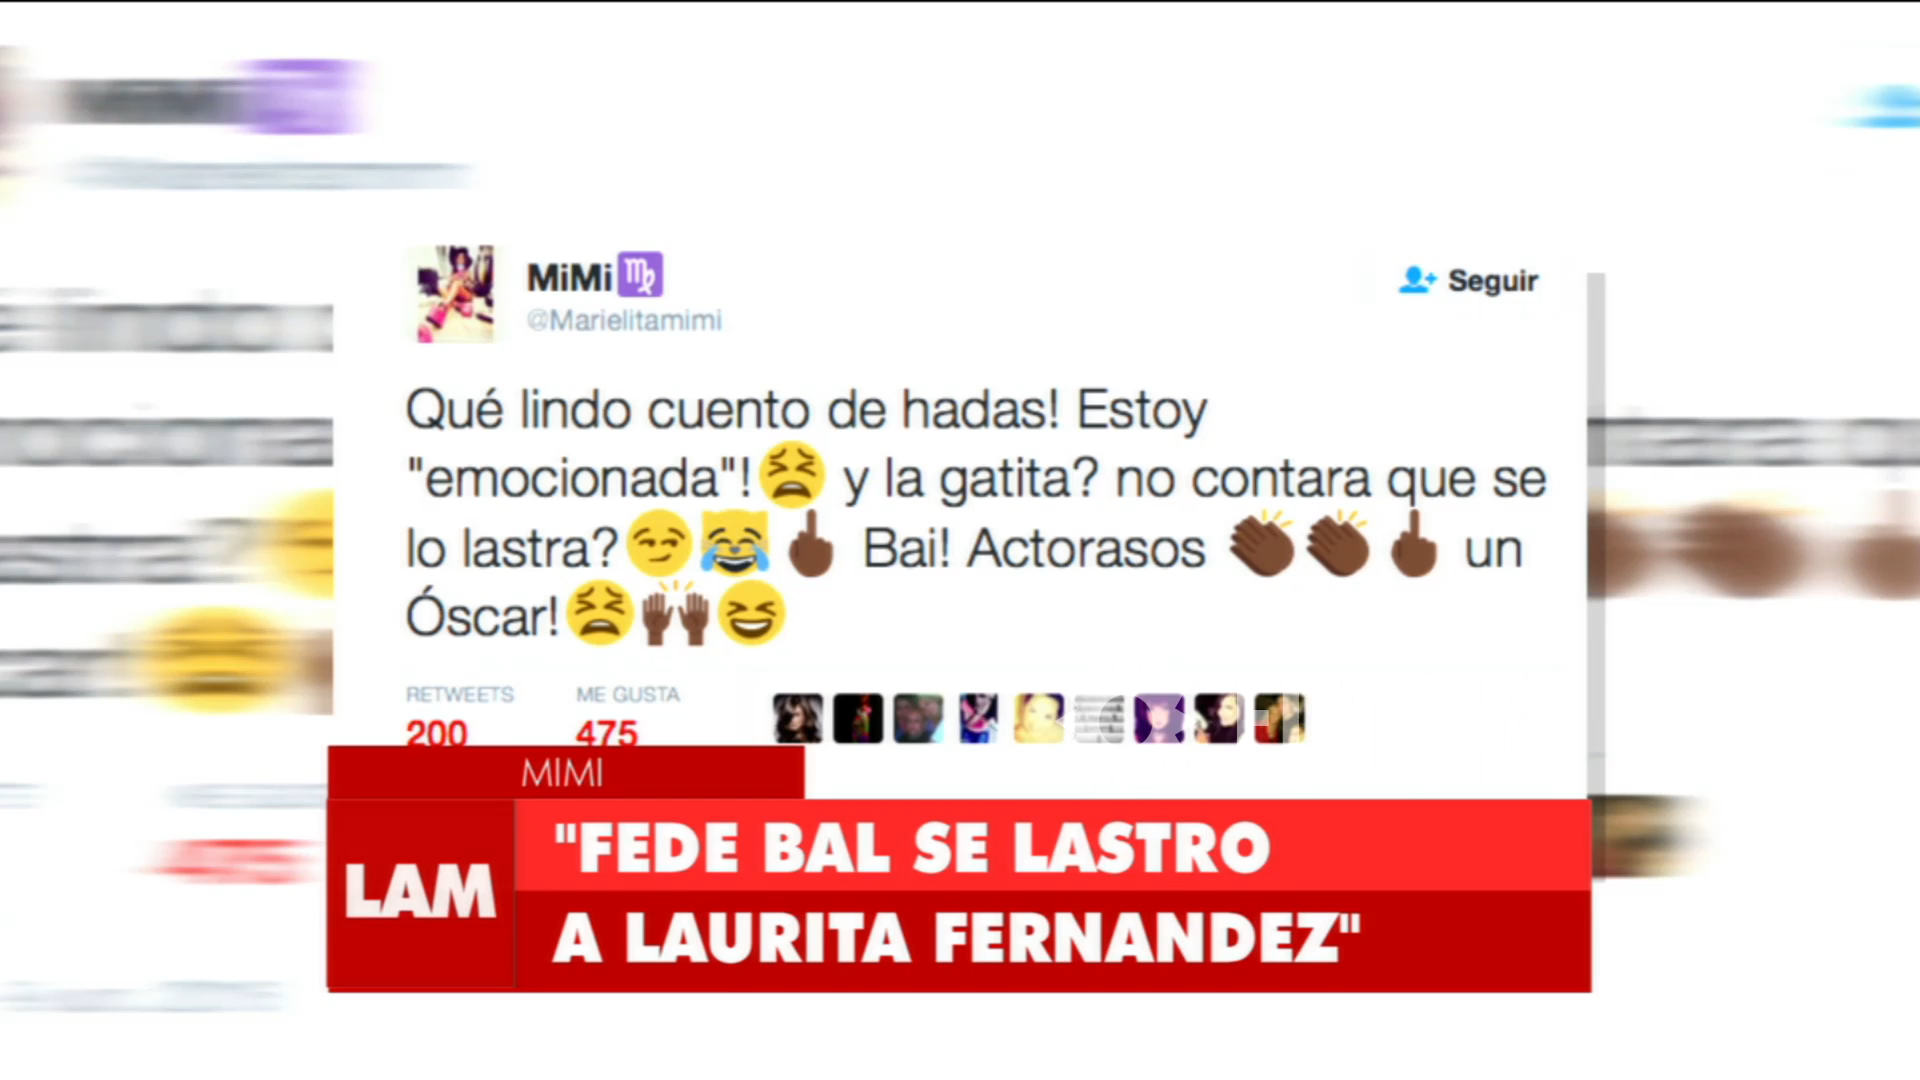 MiMi♍
@Marielitamimi
Seguir
Qué lindo cuento de hadas! Estoy
"emocionada"!😫 y la gatita? no contara que se
lo lastra?😏😹🖕🏿 Bai! Actorasos 👏🏿👏🏿🖕🏿 un
Óscar!😫🙌🏿😆
RETWEETS
200
ME GUSTA
475
MIMI
LAM
"FEDE BAL SE LASTRO
A LAURITA FERNANDEZ"